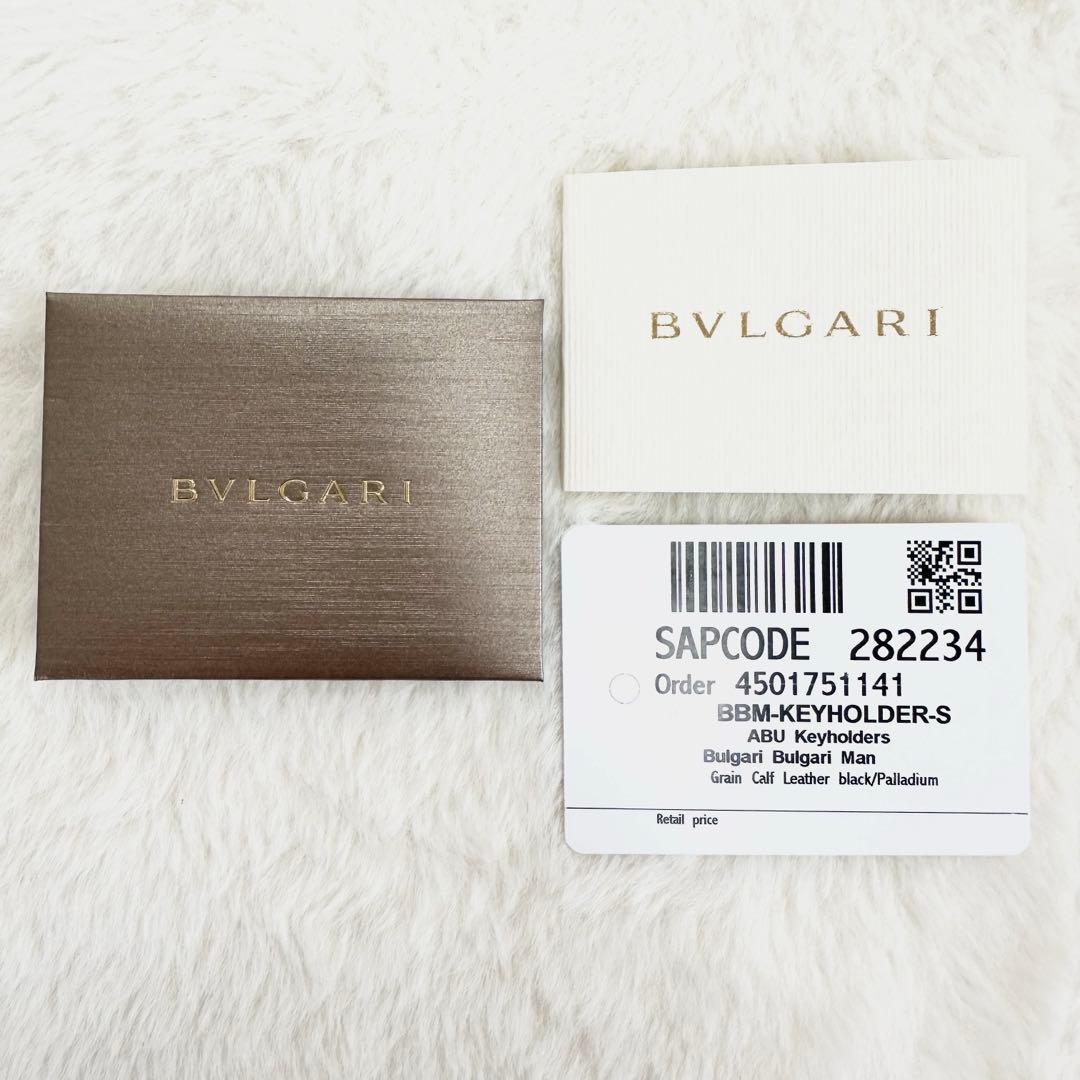 BVLGARI
BVLGARI
SAPCODE 282234
Order 4501751141
BBM-KEYHOLDER-S
ABU Keyholders
Bulgari Bulgari Man
Grain Calf Leather black/Palladium
Retail price